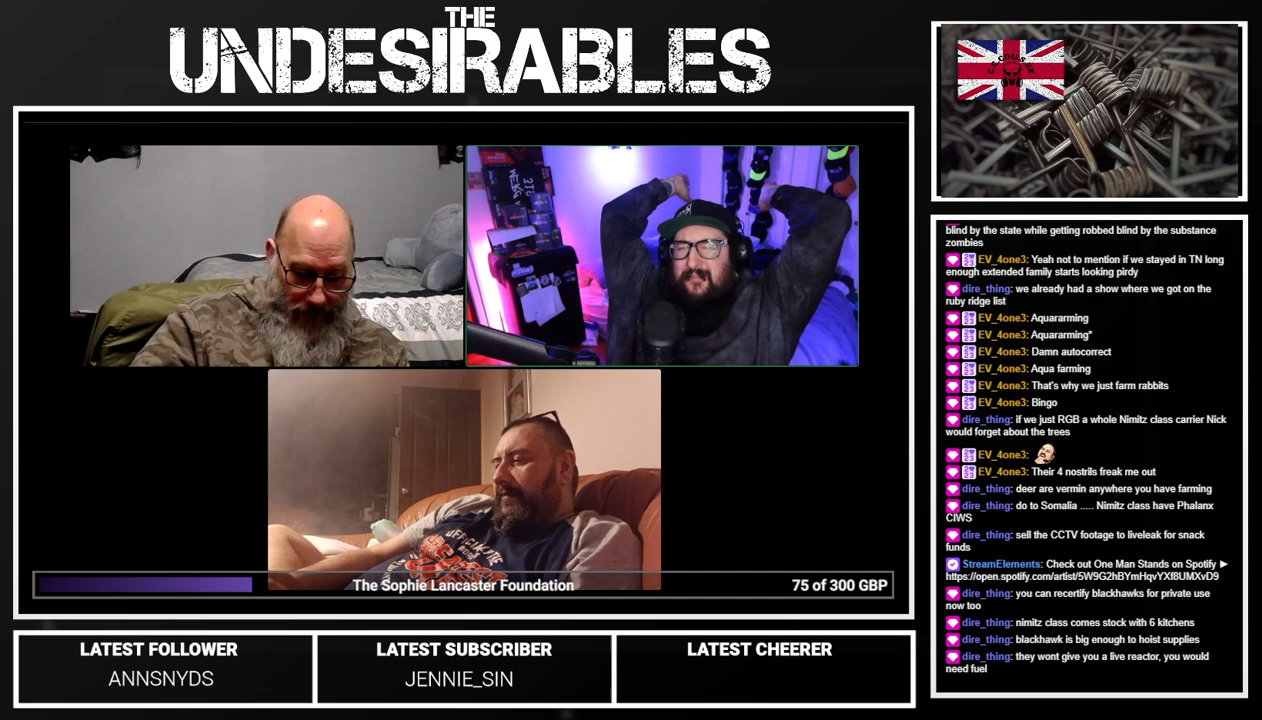 THE
UNDESIRABLES
The Sophie Lancaster Foundation
75 of 300 GBP
LATEST FOLLOWER
ANNSNYDS
LATEST SUBSCRIBER
JENNIE_SIN
LATEST CHEERER
blind by the state while getting robbed blind by the substance
zombies
EV_4one3: Yeah not to mention if we stayed in TN long
enough extended family starts looking pirdy
dire_thing: we already had a show where we got on the
ruby ridge list
EV_4one3: Aquararming
EV_4one3: Aquararming*
EV_4one3: Damn autocorrect
EV_4one3: Aqua farming
EV_4one3: That's why we just farm rabbits
EV_4one3: Bingo
dire_thing: if we just RGB a whole Nimitz class carrier Nick
would forget about the trees
EV_4one3:
EV_4one3: Their 4 nostrils freak me out
dire_thing: deer are vermin anywhere you have farming
dire_thing: do to Somalia ..... Nimitz class have Phalanx
CIWS
dire_thing: sell the CCTV footage to liveleak for snack
funds
StreamElements: Check out One Man Stands on Spotify ►
https://open.spotify.com/artist/5W9G2hBYmHqvYXf8UMXvD9
dire_thing: you can recertify blackhawks for private use
now too
dire_thing: nimitz class comes stock with 6 kitchens
dire_thing: blackhawk is big enough to hoist supplies
dire_thing: they wont give you a live reactor, you would
need fuel